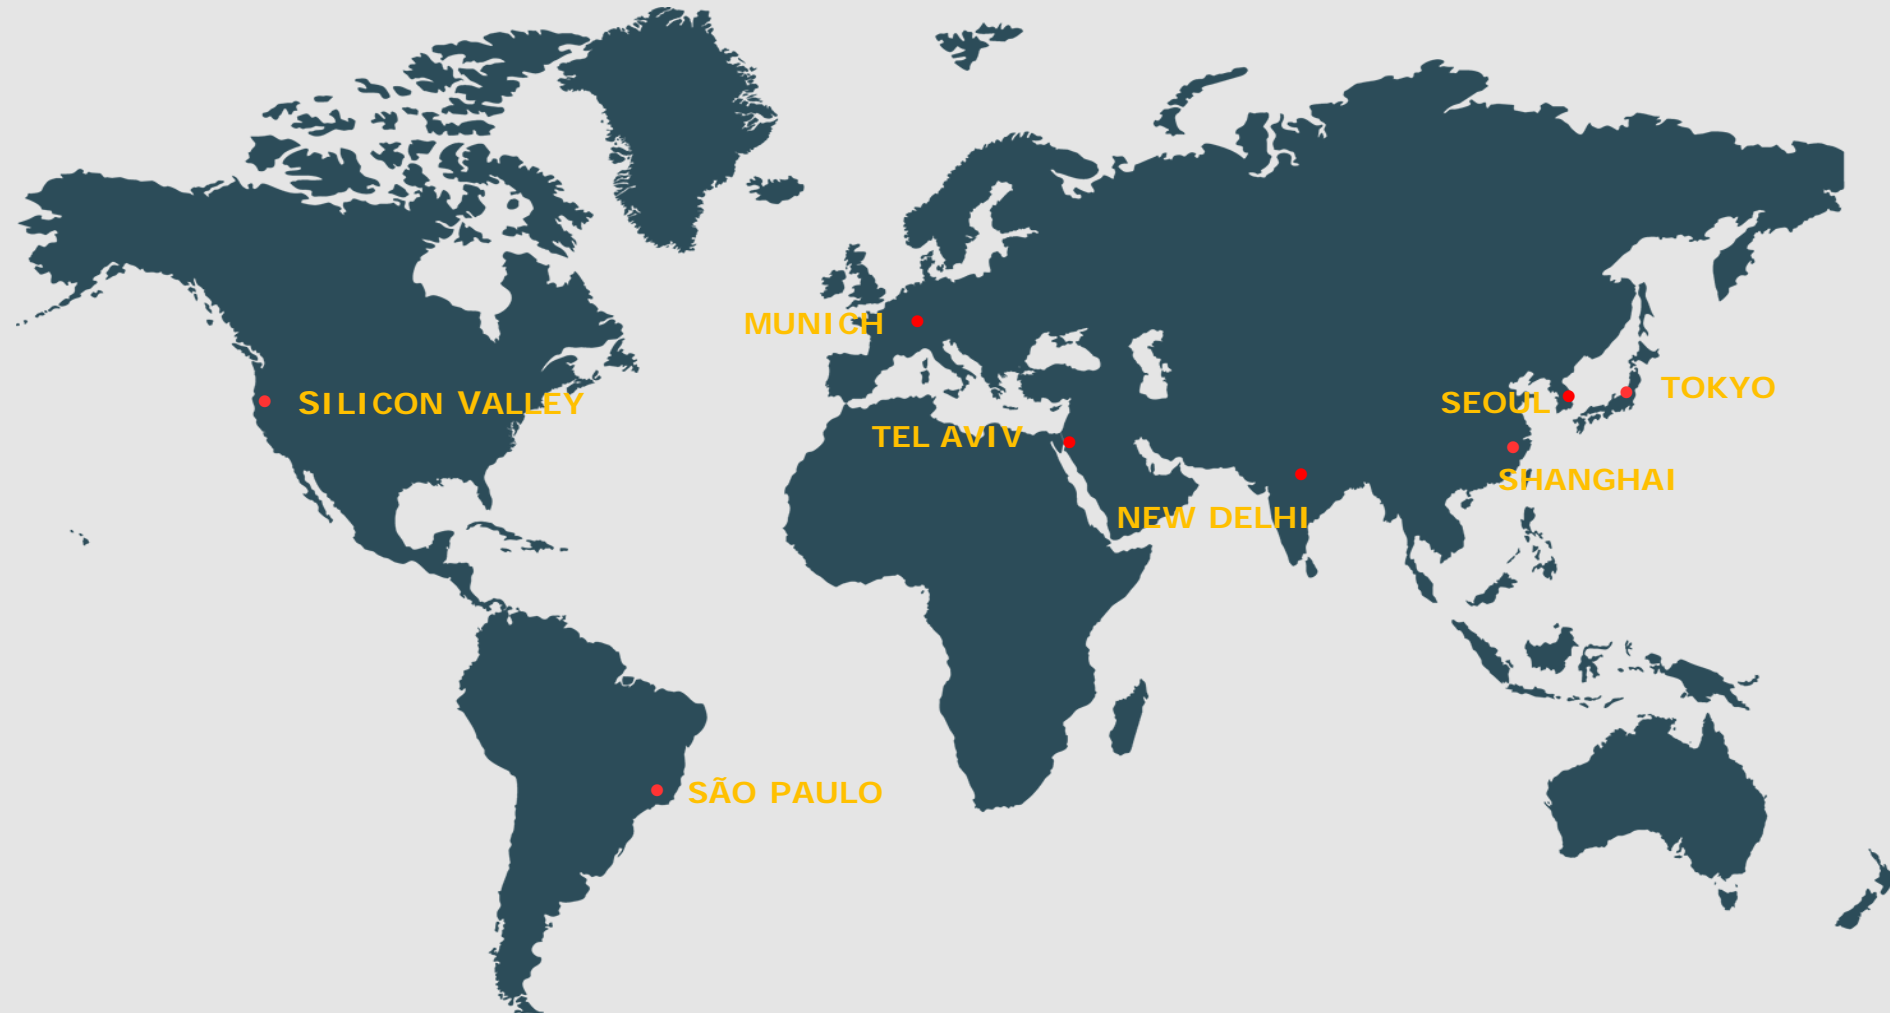 MUNICH
SILICON VALLEY
SEOUL
TOKYO
TEL AVIV
SHANGHAI
NEW DELHI
SÃO PAULO